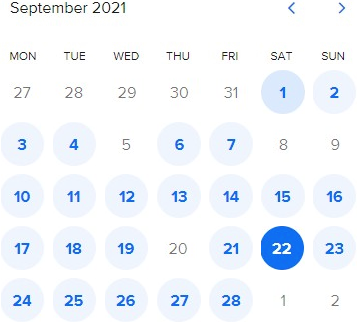 September 2021
MON TUE WED THU FRI SAT SUN
27 28 29 30 31 1 2
3 4 5 6 7 8 9
10 11 12 13 14 15 16
17 18 19 20 21 22 23
24 25 26 27 28 1 2